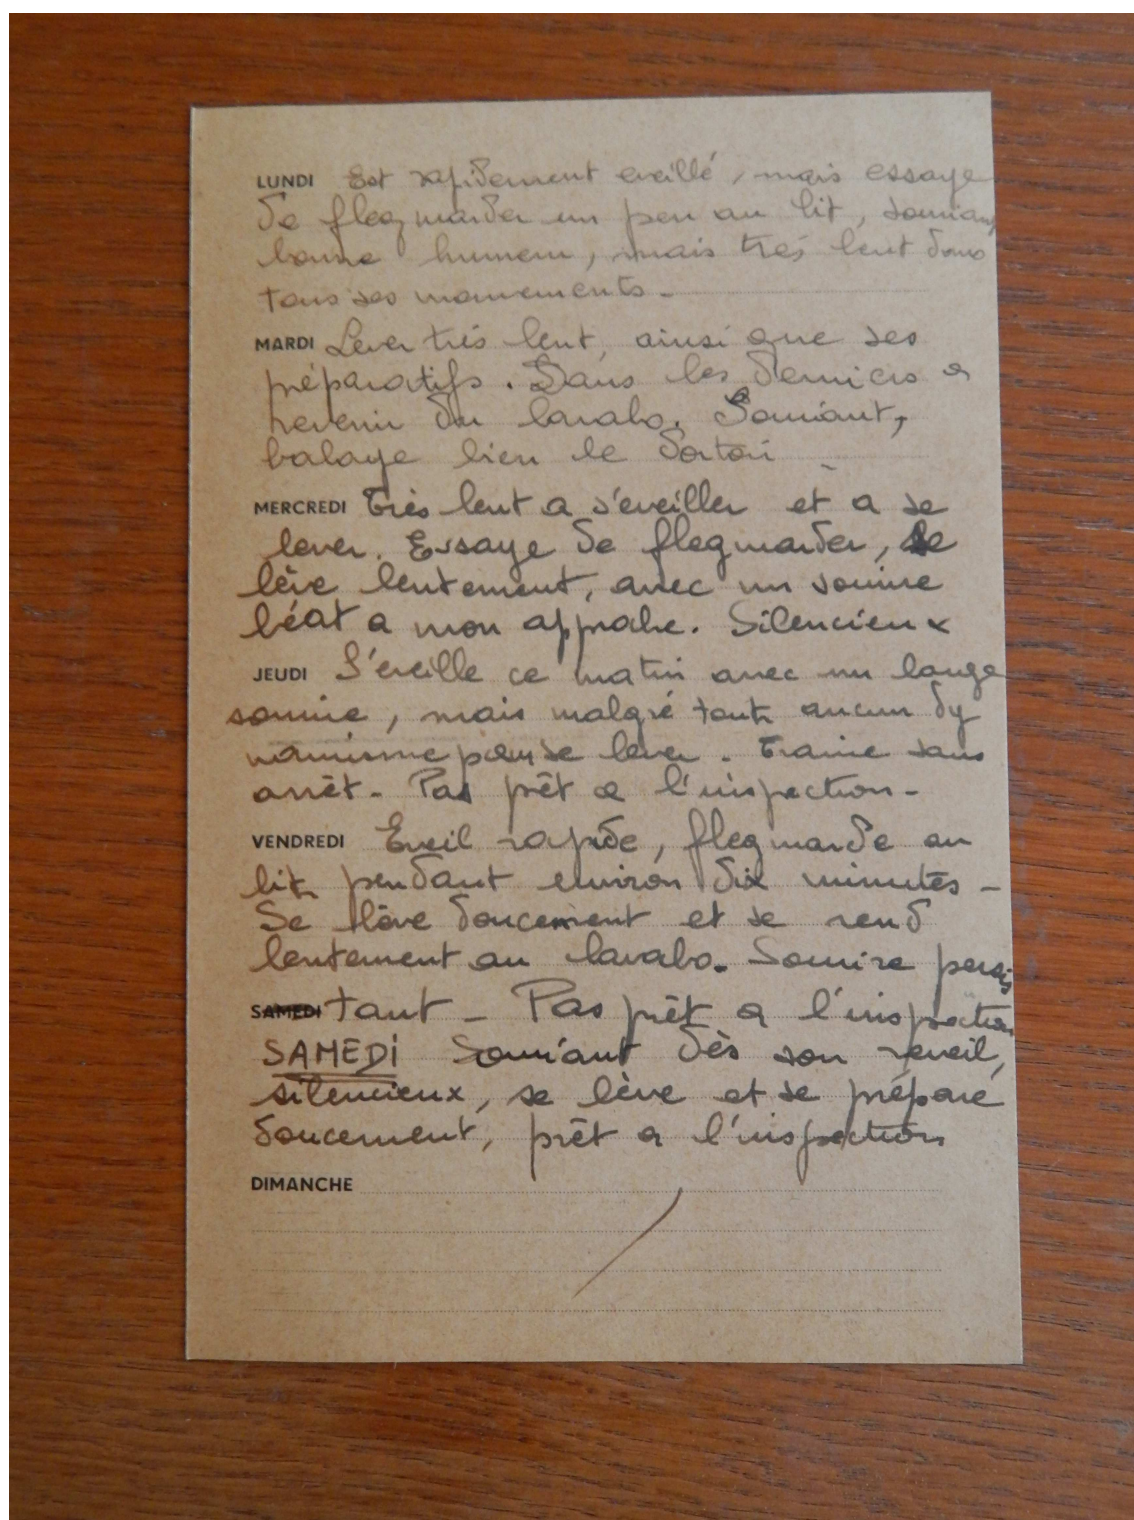 LUNDI Est rapidement eveillé, mais essaye
de flegmarder un peu au lit, souriant
bonne humeur, mais très lent dans
tous ses mouvements.
MARDI Lever très lent, ainsi que ses
préparatifs. Dans les derniers a
revenir du lavabo. Souriant,
balaye bien le dortoir
MERCREDI Très lent a s'eveiller et a se
lever. Essaye de flegmarder, se
lève lentement, avec un sourire
béat a mon approche. Silencieux
JEUDI S'eveille ce matin avec un large
sourire, mais malgré tout aucun dy
namisme pour se lever. Traine sans
arrêt. Pas prêt a l'inspection.
VENDREDI Eveil rapide, flegmarde au
lit pendant environ dix minutes -
Se lève doucement et se rend
lentement au lavabo. Sourire persis
SAMEDI tant - Pas prêt a l'inspection
SAMEDI Souriant dès son reveil,
silencieux, se lève et se prépare
doucement, prêt a l'inspection
DIMANCHE